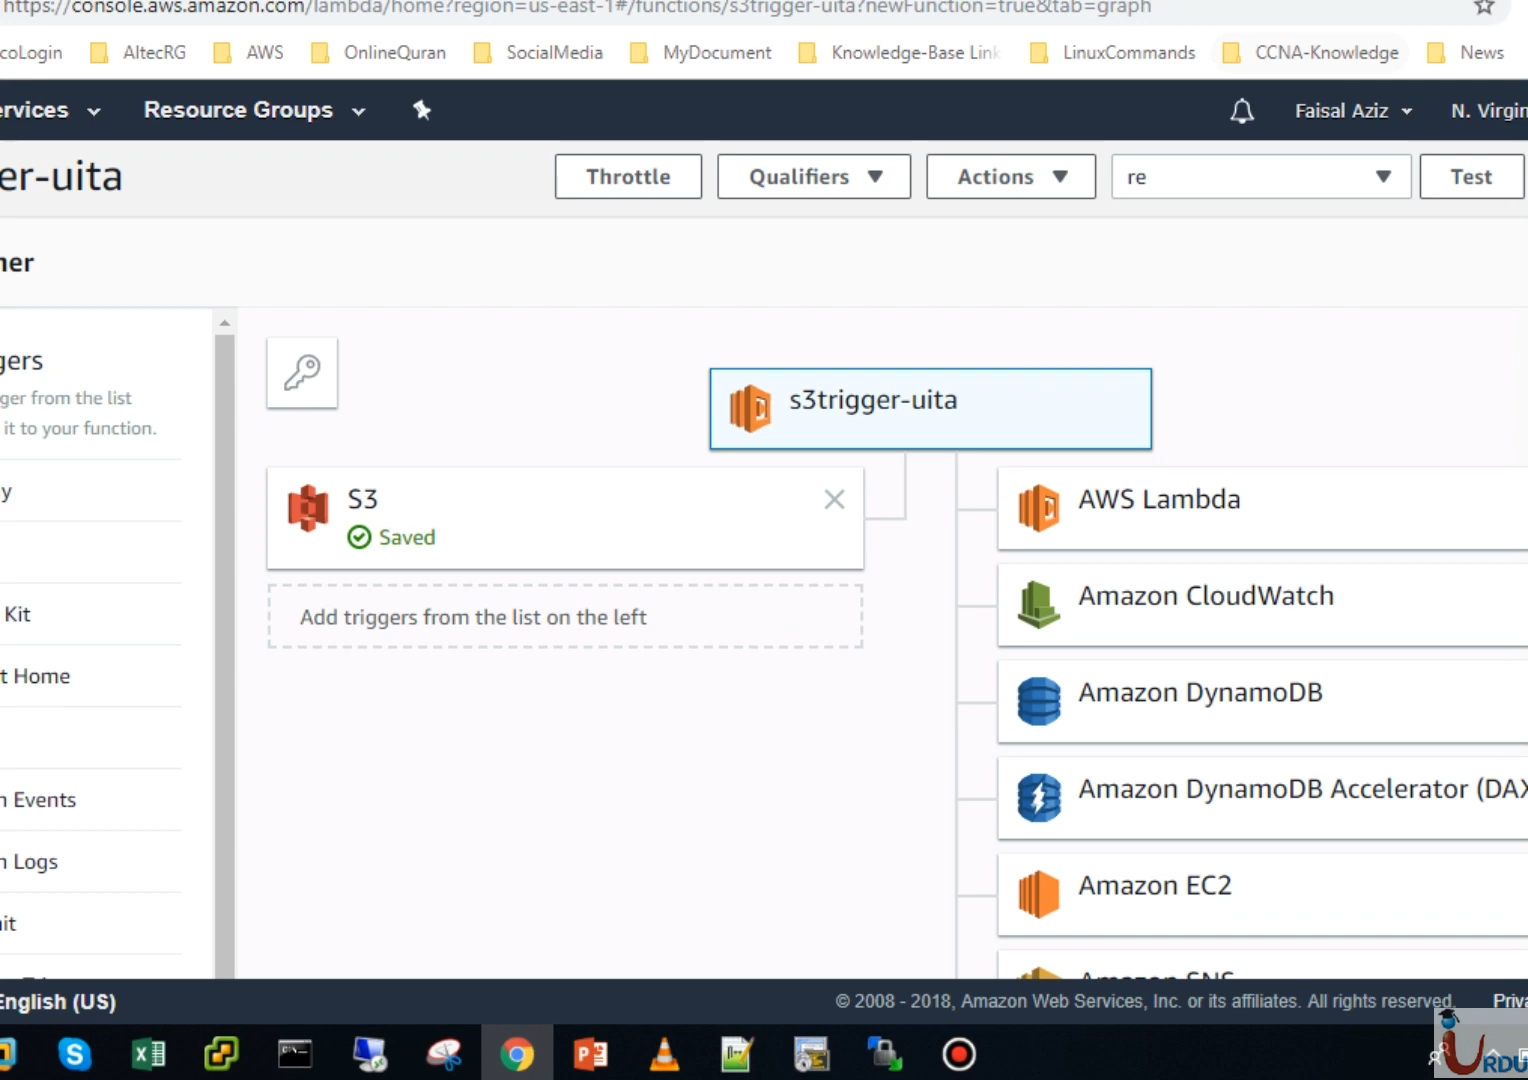 https://console.aws.amazon.com/lambda/home?region=us-east-1#/functions/s3trigger-uita?newFunction=true&tab=graph
coLogin AltecRG AWS OnlineQuran SocialMedia MyDocument Knowledge-Base Link LinuxCommands CCNA-Knowledge News
ervices Resource Groups Faisal Aziz N. Virgin
er-uita Throttle Qualifiers Actions re Test
ner
gers
ger from the list
it to your function.
y
Kit
t Home
n Events
n Logs
it
s3trigger-uita
S3
Saved
Add triggers from the list on the left
AWS Lambda
Amazon CloudWatch
Amazon DynamoDB
Amazon DynamoDB Accelerator (DAX
Amazon EC2
Amazon SNS
English (US) © 2008 - 2018, Amazon Web Services, Inc. or its affiliates. All rights reserved. Priva
URDU